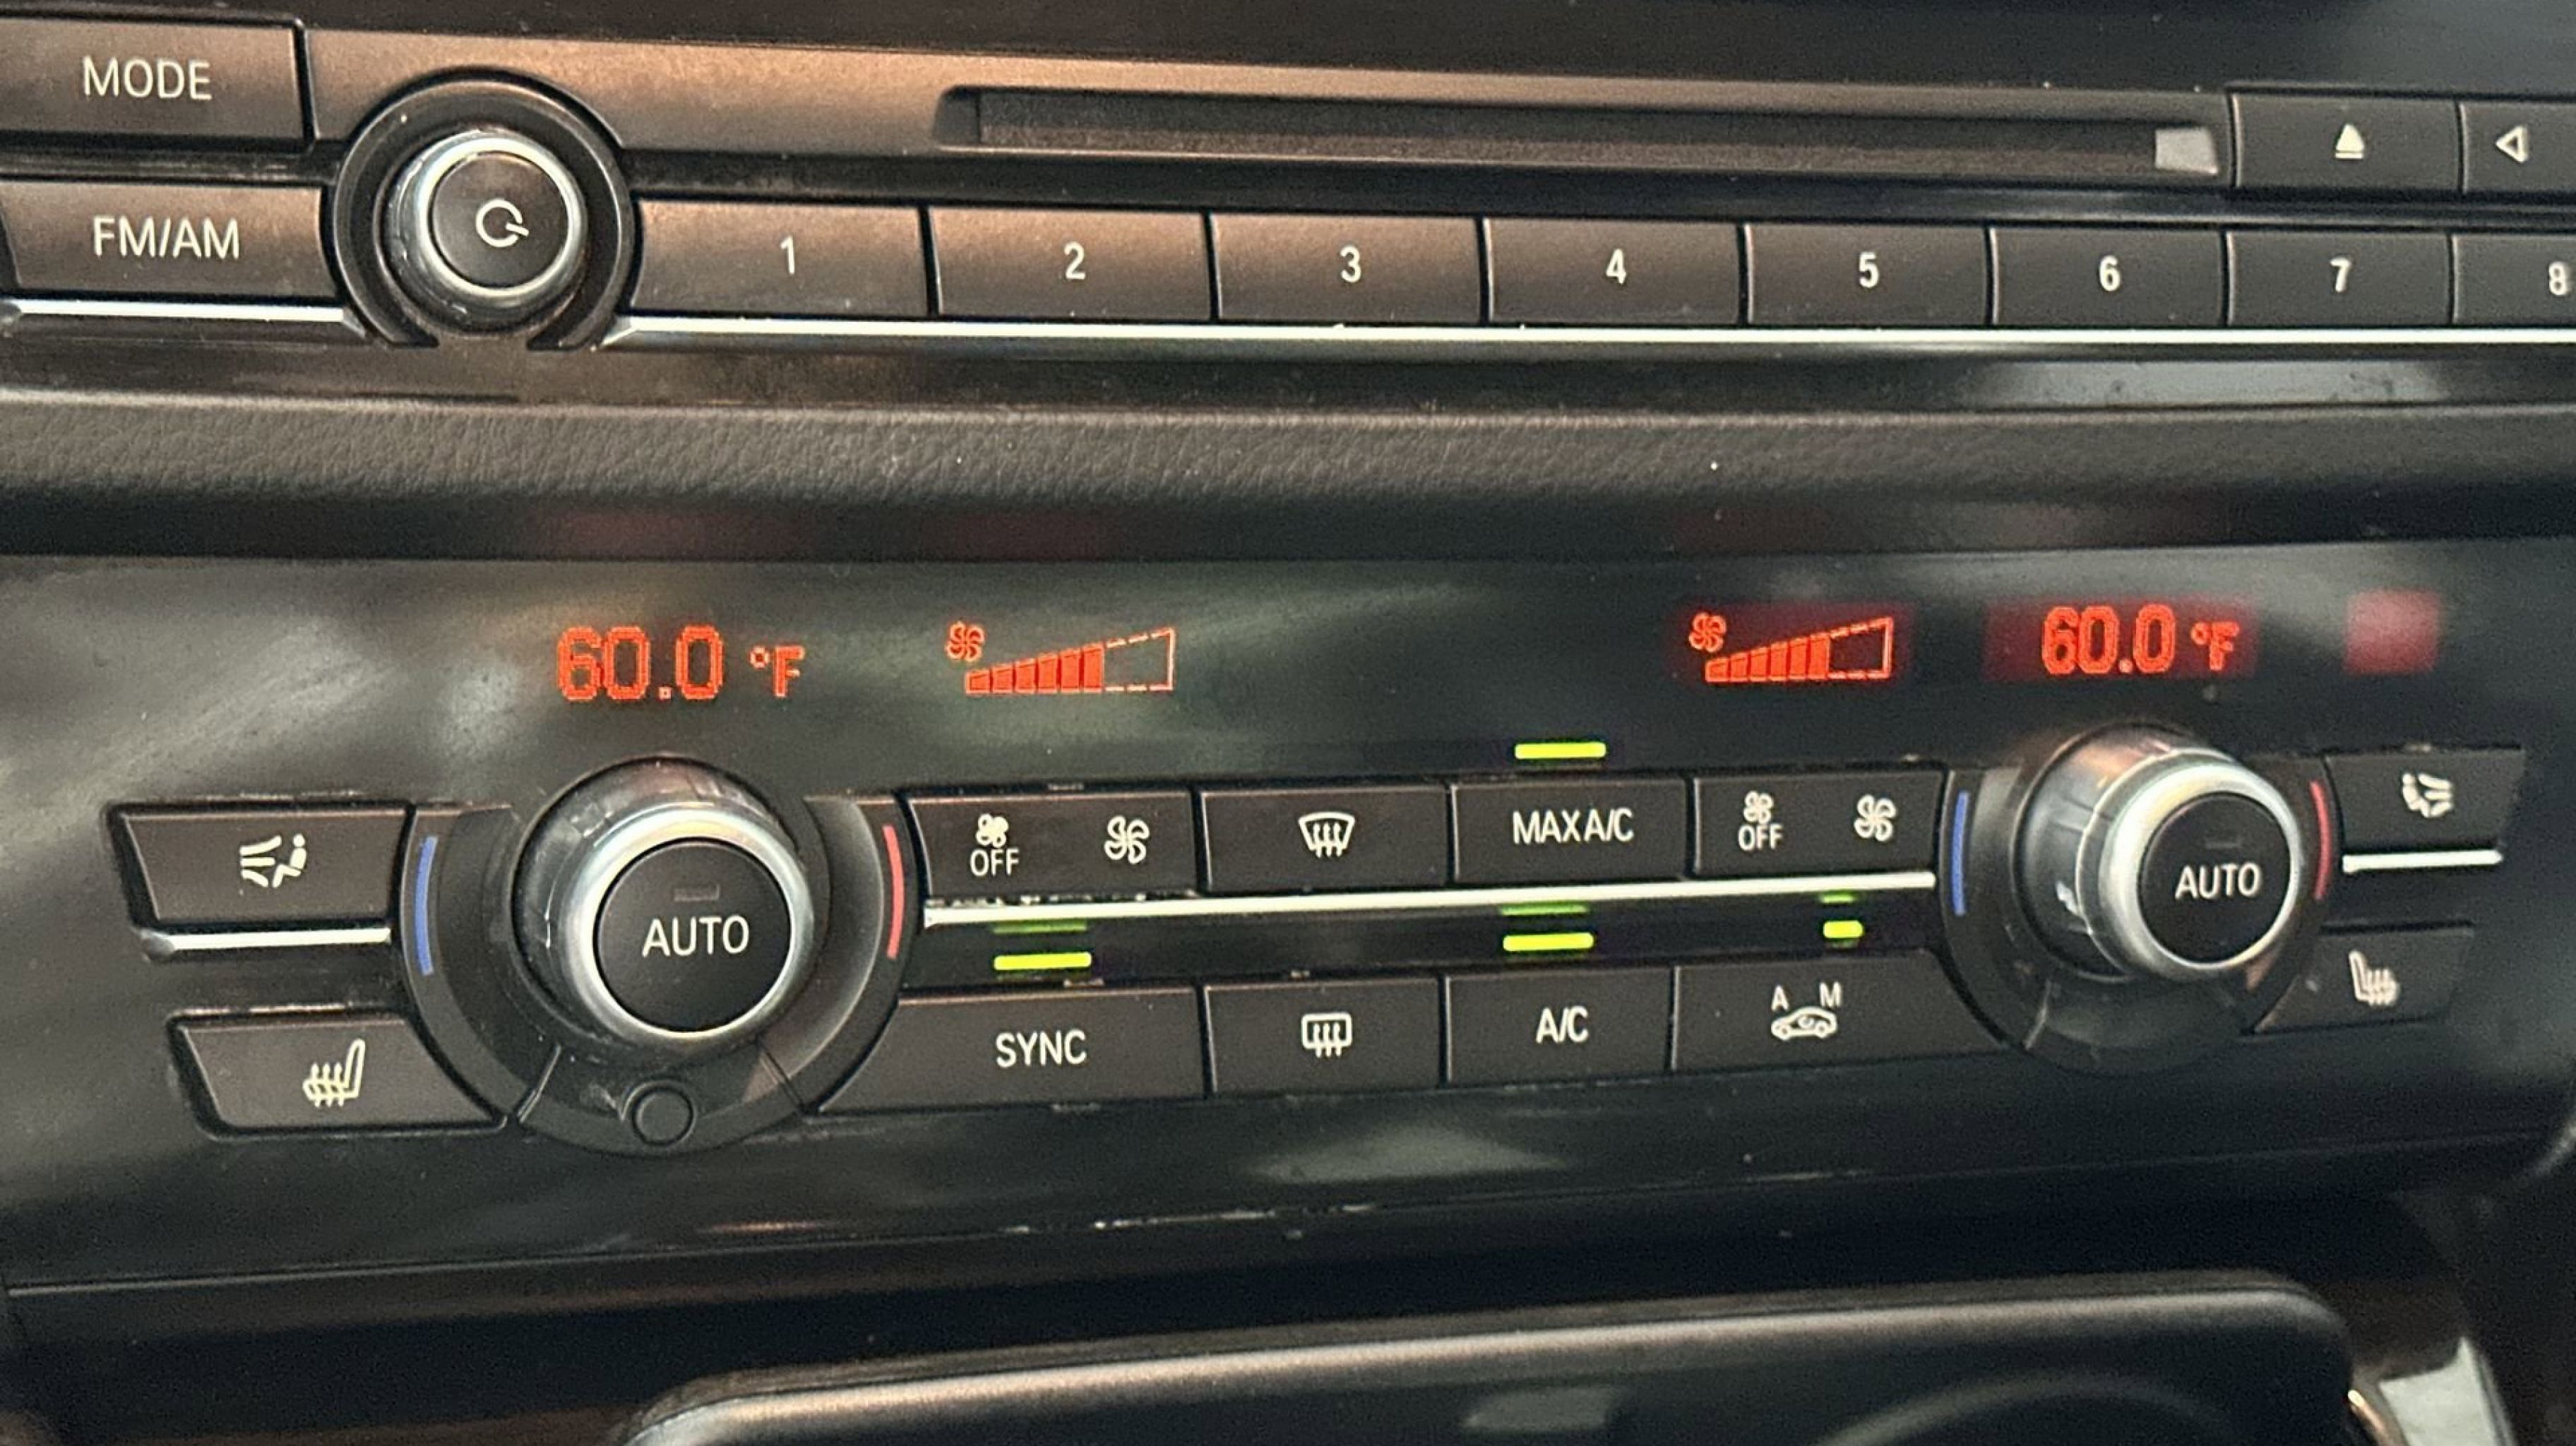 MODE
FM/AM
1 2 3 4 5 6 7 8
60.0 °F 60.0 °F
OFF MAX A/C OFF
AUTO AUTO
SYNC A/C A M